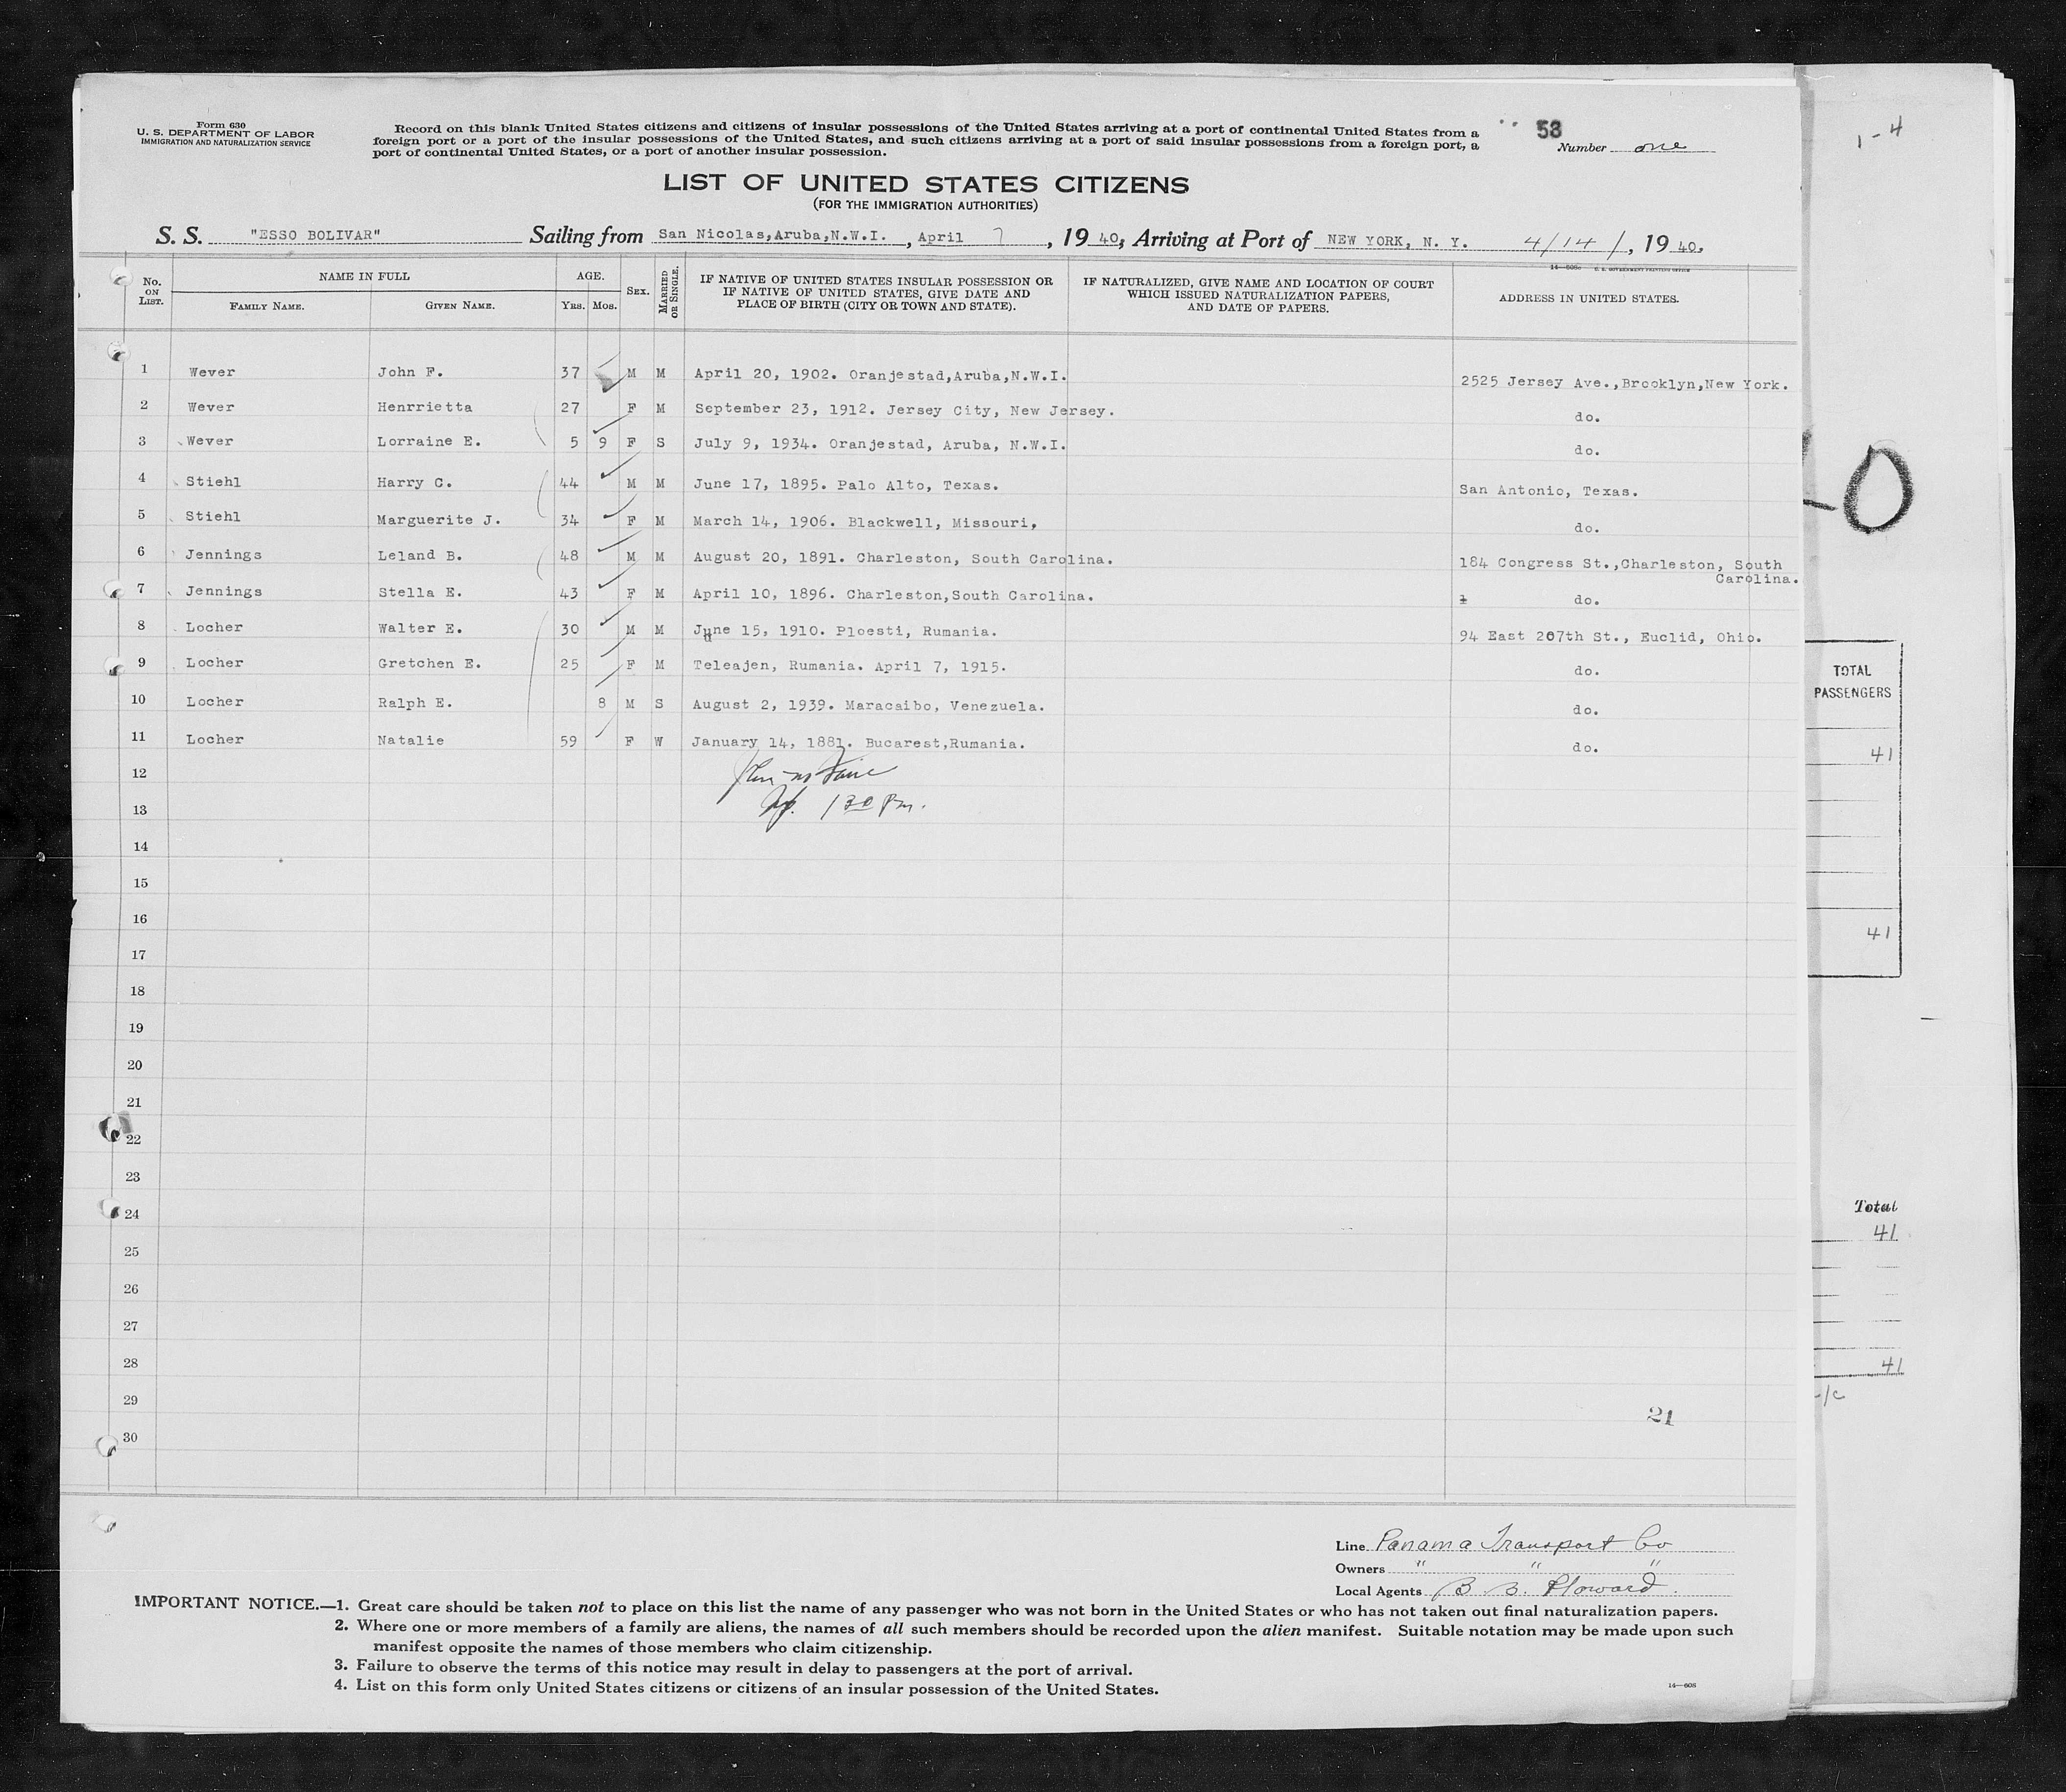 Form 630
U. S. DEPARTMENT OF LABOR
IMMIGRATION AND NATURALIZATION SERVICE
Record on this blank United States citizens and citizens of insular possessions of the United States arriving at a port of continental United States from a
foreign port or a port of the insular possessions of the United States, and such citizens arriving at a port of said insular possessions from a foreign port, a
port of continental United States, or a port of another insular possession.
53
Number one
1-4
LIST OF UNITED STATES CITIZENS
(FOR THE IMMIGRATION AUTHORITIES)
S. S. "ESSO BOLIVAR" Sailing from San Nicolas,Aruba,N.W.I. , April 7 , 19 40, Arriving at Port of NEW YORK, N. Y. 4/14/, 19 40.
14—608c U. S. GOVERNMENT PRINTING OFFICE
No. ON LIST. NAME IN FULL AGE. SEX. MARRIED OR SINGLE. IF NATIVE OF UNITED STATES INSULAR POSSESSION OR IF NATIVE OF UNITED STATES, GIVE DATE AND PLACE OF BIRTH (CITY OR TOWN AND STATE). IF NATURALIZED, GIVE NAME AND LOCATION OF COURT WHICH ISSUED NATURALIZATION PAPERS, AND DATE OF PAPERS. ADDRESS IN UNITED STATES.
FAMILY NAME. GIVEN NAME. YRS. MOS.
1 Wever John F. 37 M M April 20, 1902. Oranjestad,Aruba,N.W.I. 2525 Jersey Ave.,Brooklyn,New York.
2 Wever Henrrietta 27 F M September 23, 1912. Jersey City, New Jersey. do.
3 Wever Lorraine E. 5 9 F S July 9, 1934. Oranjestad, Aruba, N.W.I. do.
4 Stiehl Harry C. 44 M M June 17, 1895. Palo Alto, Texas. San Antonio, Texas.
5 Stiehl Marguerite J. 34 F M March 14, 1906. Blackwell, Missouri, do.
6 Jennings Leland B. 48 M M August 20, 1891. Charleston, South Carolina. 184 Congress St.,Charleston, South
Carolina.
7 Jennings Stella E. 43 F M April 10, 1896. Charleston,South Carolina. do.
8 Locher Walter E. 30 M M June 15, 1910. Ploesti, Rumania. 94 East 207th St., Euclid, Ohio.
9 Locher Gretchen E. 25 F M Teleajen, Rumania. April 7, 1915. do.
10 Locher Ralph E. 8 M S August 2, 1939. Maracaibo, Venezuela. do.
11 Locher Natalie 59 F W January 14, 1881. Bucarest,Rumania. do.
12
13 1 30 Pm.
14
15
16
17
18
19
20
21
22
23
24
25
26
27
28
29
30
21
TOTAL
PASSENGERS
41
41
Total
41
41
Line Panama Transport Co
Owners " " "
Local Agents B. B. Howard.
IMPORTANT NOTICE.—1. Great care should be taken not to place on this list the name of any passenger who was not born in the United States or who has not taken out final naturalization papers.
2. Where one or more members of a family are aliens, the names of all such members should be recorded upon the alien manifest. Suitable notation may be made upon such
manifest opposite the names of those members who claim citizenship.
3. Failure to observe the terms of this notice may result in delay to passengers at the port of arrival.
4. List on this form only United States citizens or citizens of an insular possession of the United States.
14—608